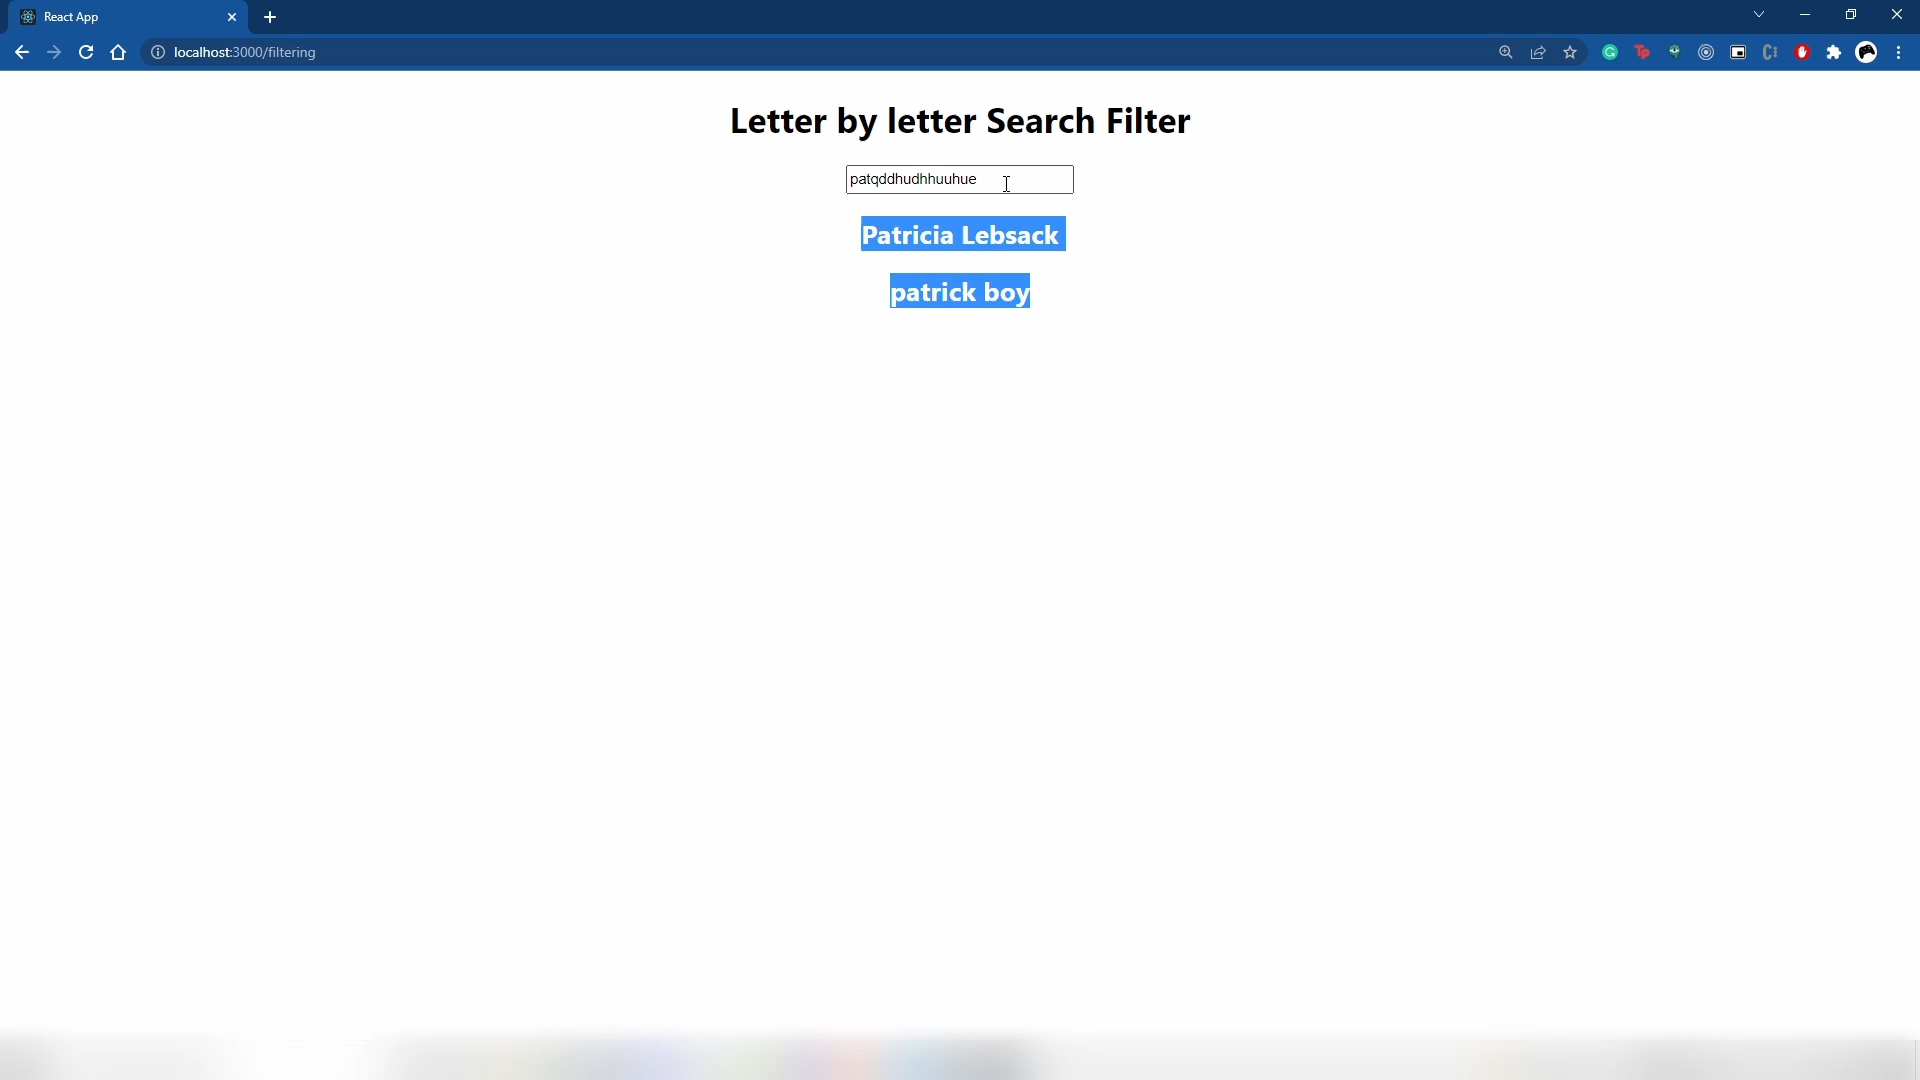 React App
localhost:3000/filtering
Letter by letter Search Filter
patqddhudhhuuhue
Patricia Lebsack
patrick boy